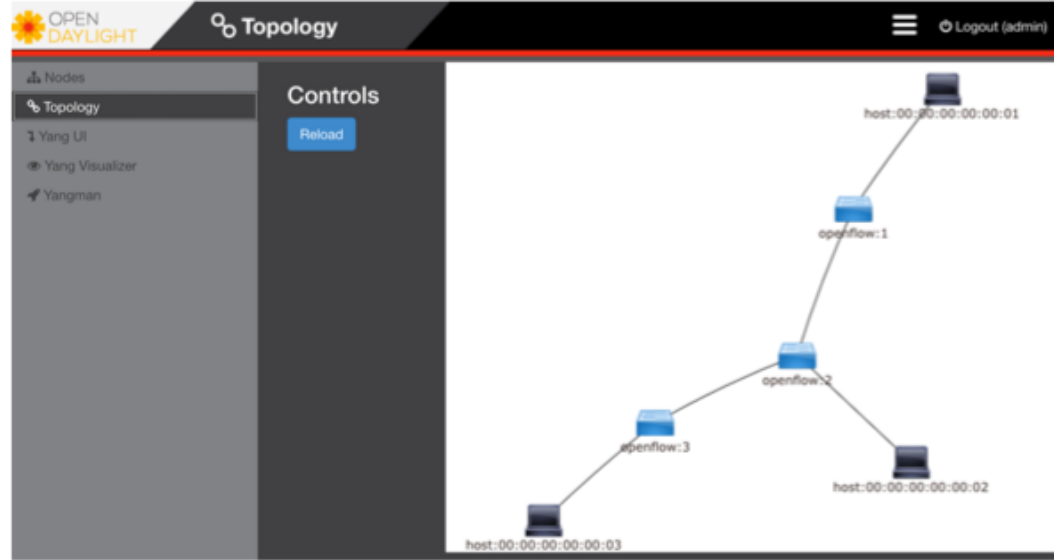 OPEN
DAYLIGHT
Topology
Logout (admin)
Nodes
Topology
Yang UI
Yang Visualizer
Yangman
Controls
Reload
host:00:00:00:00:00:01
openflow:1
openflow:2
openflow:3
host:00:00:00:00:00:02
host:00:00:00:00:00:03